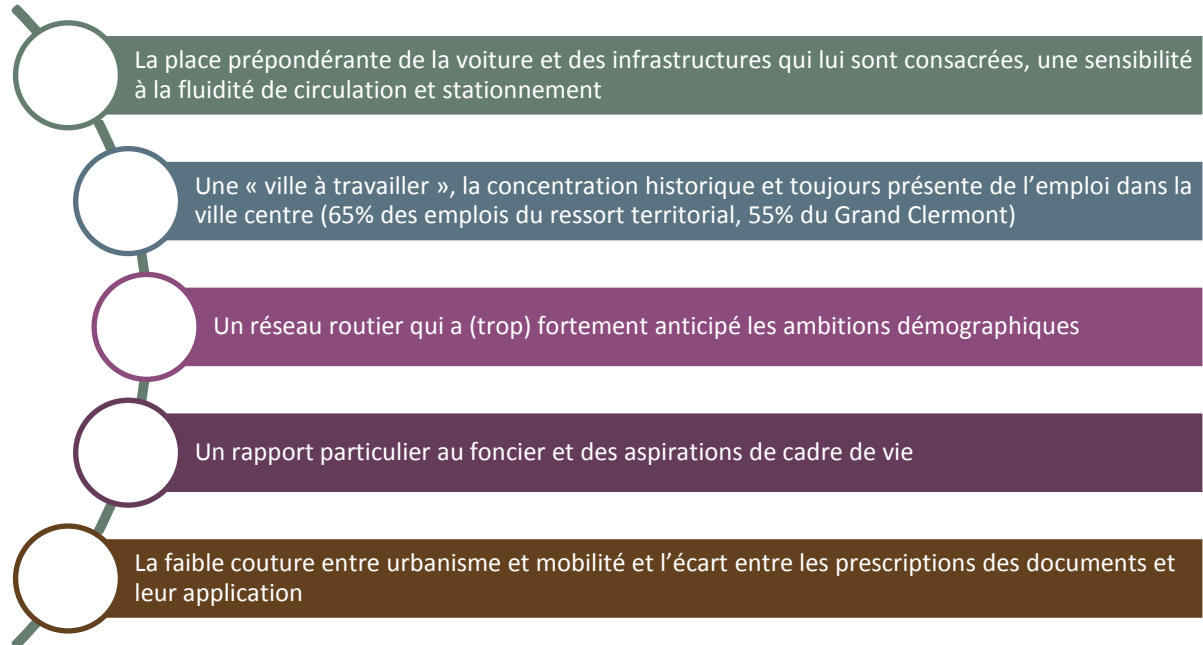 La place prépondérante de la voiture et des infrastructures qui lui sont consacrées, une sensibilité
à la fluidité de circulation et stationnement
Une « ville à travailler », la concentration historique et toujours présente de l’emploi dans la
ville centre (65% des emplois du ressort territorial, 55% du Grand Clermont)
Un réseau routier qui a (trop) fortement anticipé les ambitions démographiques
Un rapport particulier au foncier et des aspirations de cadre de vie
La faible couture entre urbanisme et mobilité et l’écart entre les prescriptions des documents et
leur application